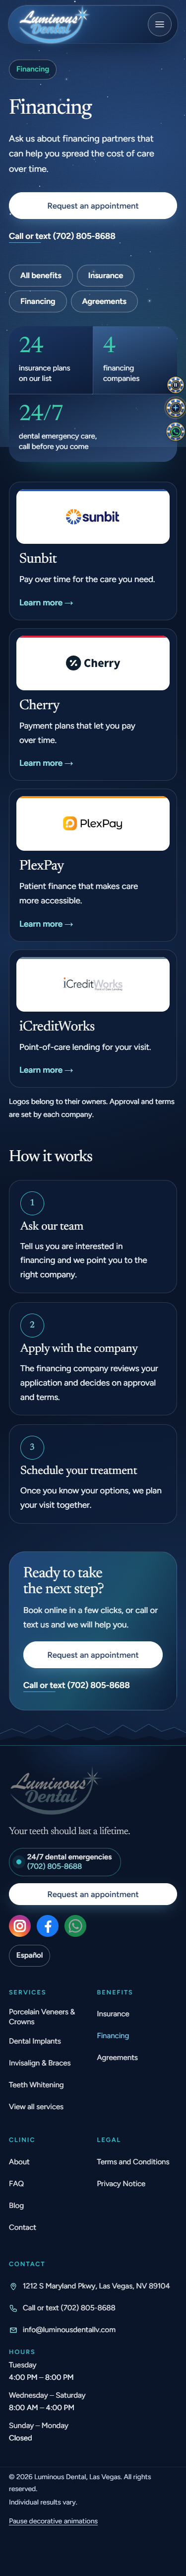 Luminous
Dental
Financing
Financing
Ask us about financing partners that
can help you spread the cost of care
over time.
Request an appointment
Call or text (702) 805-8688
All benefits
Insurance
Financing
Agreements
24
insurance plans
on our list
4
financing
companies
24/7
dental emergency care,
call before you come
sunbit
Sunbit
Pay over time for the care you need.
Learn more →
Cherry
Cherry
Payment plans that let you pay
over time.
Learn more →
PlexPay
PlexPay
Patient finance that makes care
more accessible.
Learn more →
iCreditWorks
iCreditWorks
Point-of-care lending for your visit.
Learn more →
Logos belong to their owners. Approval and terms
are set by each company.
How it works
1
Ask our team
Tell us you are interested in
financing and we point you to the
right company.
2
Apply with the company
The financing company reviews your
application and decides on approval
and terms.
3
Schedule your treatment
Once you know your options, we plan
your visit together.
Ready to take
the next step?
Book online in a few clicks, or call or
text us and we will help you.
Request an appointment
Call or text (702) 805-8688
Luminous
Dental
Your teeth should last a lifetime.
24/7 dental emergencies
(702) 805-8688
Request an appointment
Español
SERVICES
Porcelain Veneers &
Crowns
Dental Implants
Invisalign & Braces
Teeth Whitening
View all services
BENEFITS
Insurance
Financing
Agreements
CLINIC
About
FAQ
Blog
Contact
LEGAL
Terms and Conditions
Privacy Notice
CONTACT
1212 S Maryland Pkwy, Las Vegas, NV 89104
Call or text (702) 805-8688
info@luminousdentallv.com
HOURS
Tuesday
4:00 PM – 8:00 PM
Wednesday – Saturday
8:00 AM – 4:00 PM
Sunday – Monday
Closed
© 2026 Luminous Dental, Las Vegas. All rights
reserved.
Individual results vary.
Pause decorative animations